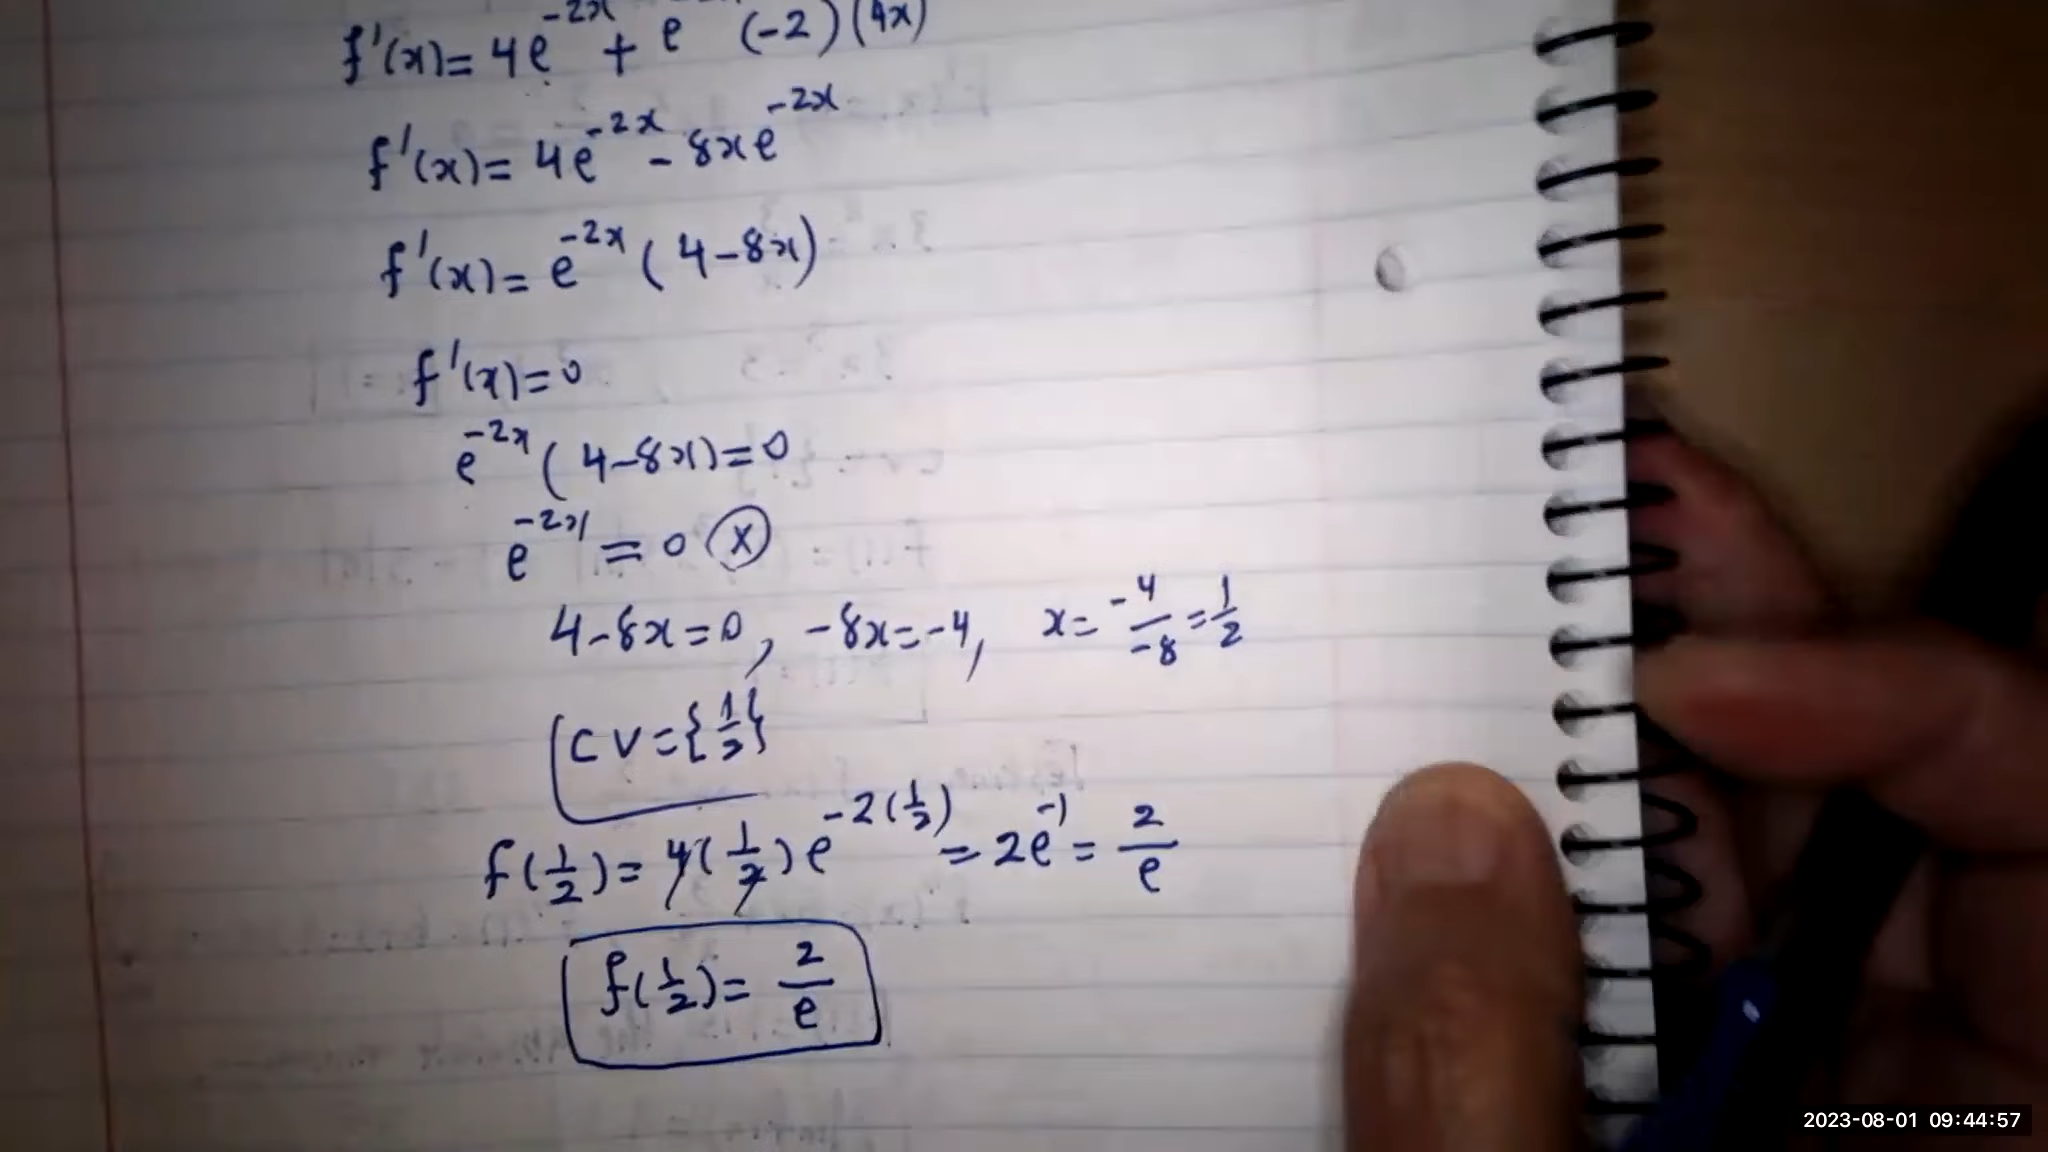 f'(x)= 4e^{-2x} + e (-2)(4x)
f'(x)= 4e^{-2x} - 8xe^{-2x}
f'(x)= e^{-2x} (4-8x)
f'(x)=0
e^{-2x} (4-8x)=0
e^{-2x} = 0 ⓧ
4-8x=0, -8x=-4, x= -4/-8 = 1/2
CV={1/2}
f(1/2)= 4(1/2)e^{-2(1/2)} = 2e^{-1} = 2/e
f(1/2)= 2/e
2023-08-01 09:44:57